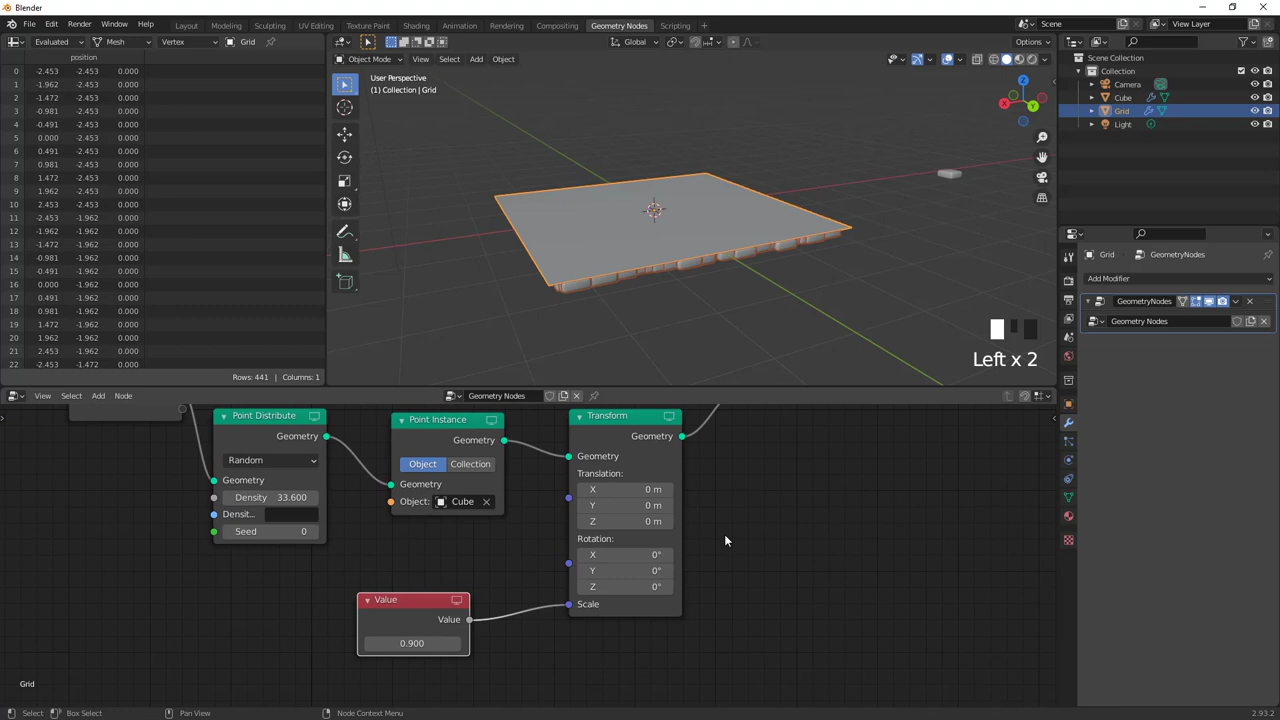 Blender
File Edit Render Window Help
Layout Modeling Sculpting UV Editing Texture Paint Shading Animation Rendering Compositing Geometry Nodes Scripting +
Scene
View Layer
Evaluated Mesh Vertex Grid
Global Options
Object Mode View Select Add Object
position
0 -2.453 -2.453 0.000
1 -1.962 -2.453 0.000
2 -1.472 -2.453 0.000
3 -0.981 -2.453 0.000
4 -0.491 -2.453 0.000
5 0.000 -2.453 0.000
6 0.491 -2.453 0.000
7 0.981 -2.453 0.000
8 1.472 -2.453 0.000
9 1.962 -2.453 0.000
10 2.453 -2.453 0.000
11 -2.453 -1.962 0.000
12 -1.962 -1.962 0.000
13 -1.472 -1.962 0.000
14 -0.981 -1.962 0.000
15 -0.491 -1.962 0.000
16 0.000 -1.962 0.000
17 0.491 -1.962 0.000
18 0.981 -1.962 0.000
19 1.472 -1.962 0.000
20 1.962 -1.962 0.000
21 2.453 -1.962 0.000
22 -2.453 -1.472 0.000
Rows: 441 | Columns: 1
User Perspective
(1) Collection | Grid
Z
X
Y
Left x 2
Scene Collection
Collection
Camera
Cube
Grid
Light
Grid GeometryNodes
Add Modifier
GeometryNodes
Geometry Nodes
View Select Add Node Geometry Nodes
Point Distribute
Geometry
Random
Geometry
Density 33.600
Densit...
Seed 0
Point Instance
Geometry
Object Collection
Geometry
Object: Cube
Transform
Geometry
Geometry
Translation:
X 0 m
Y 0 m
Z 0 m
Rotation:
X 0°
Y 0°
Z 0°
Scale
Value
Value
0.900
Grid
Select Box Select Pan View Node Context Menu
2.93.2